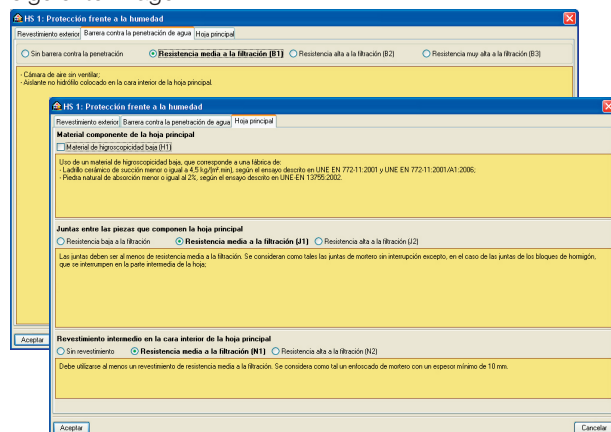 HS 1: Protección frente a la humedad
Revestimiento exterior Barrera contra la penetración de agua Hoja principal
Sin barrera contra la penetración Resistencia media a la filtración (B1) Resistencia alta a la filtración (B2) Resistencia muy alta a la filtración (B3)
- Cámara de aire sin ventilar;
- Aislante no hidrófilo colocado en la cara interior de la hoja principal.
HS 1: Protección frente a la humedad
Revestimiento exterior Barrera contra la penetración de agua Hoja principal
Material componente de la hoja principal
Material de higroscopicidad baja (H1)
Uso de un material de higroscopicidad baja, que corresponde a una fábrica de:
- Ladrillo cerámico de succión menor o igual a 4,5 kg/(m².min), según el ensayo descrito en UNE EN 772-11:2001 y UNE EN 772-11:2001/A1:2006;
- Piedra natural de absorción menor o igual al 2%, según el ensayo descrito en UNE-EN 13755:2002.
Juntas entre las piezas que componen la hoja principal
Resistencia baja a la filtración Resistencia media a la filtración (J1) Resistencia alta a la filtración (J2)
Las juntas deben ser al menos de resistencia media a la filtración. Se consideran como tales las juntas de mortero sin interrupción excepto, en el caso de las juntas de los bloques de hormigón,
que se interrumpen en la parte intermedia de la hoja;
Aceptar
Revestimiento intermedio en la cara interior de la hoja principal
Sin revestimiento Resistencia media a la filtración (N1) Resistencia alta a la filtración (N2)
Debe utilizarse al menos un revestimiento de resistencia media a la filtración. Se considera como tal un enfoscado de mortero con un espesor mínimo de 10 mm.
Aceptar Cancelar